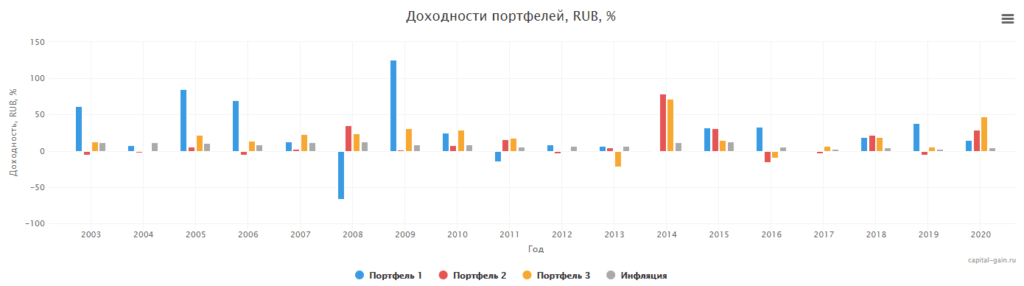 Доходности портфелей, RUB, %
Доходность, RUB, %
150
100
50
0
−50
−100
2003 2004 2005 2006 2007 2008 2009 2010 2011 2012 2013 2014 2015 2016 2017 2018 2019 2020
Год
capital-gain.ru
Портфель 1 Портфель 2 Портфель 3 Инфляция